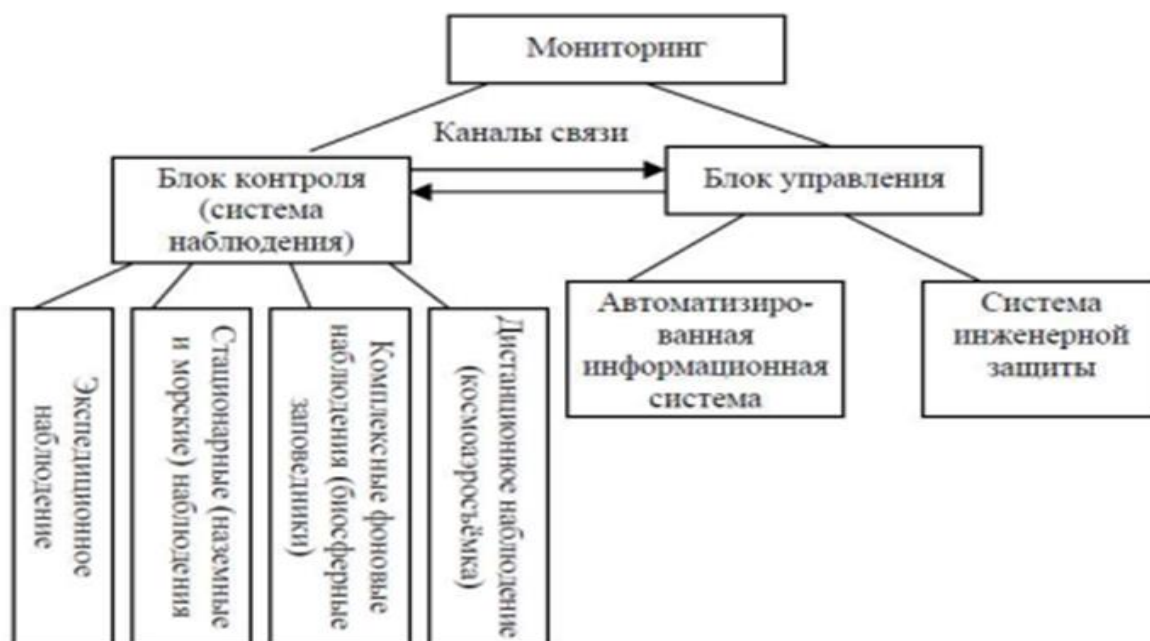 Мониторинг
Каналы связи
Блок контроля
(система
наблюдения)
Блок управления
Автоматизиро-
ванная
информационная
система
Система
инженерной
защиты
Экспедиционное
наблюдение
Стационарные (наземные
и морские) наблюдения
Комплексные фоновые
наблюдения (биосферные
заповедники)
Дистанционное наблюдение
(космоаэросъёмка)